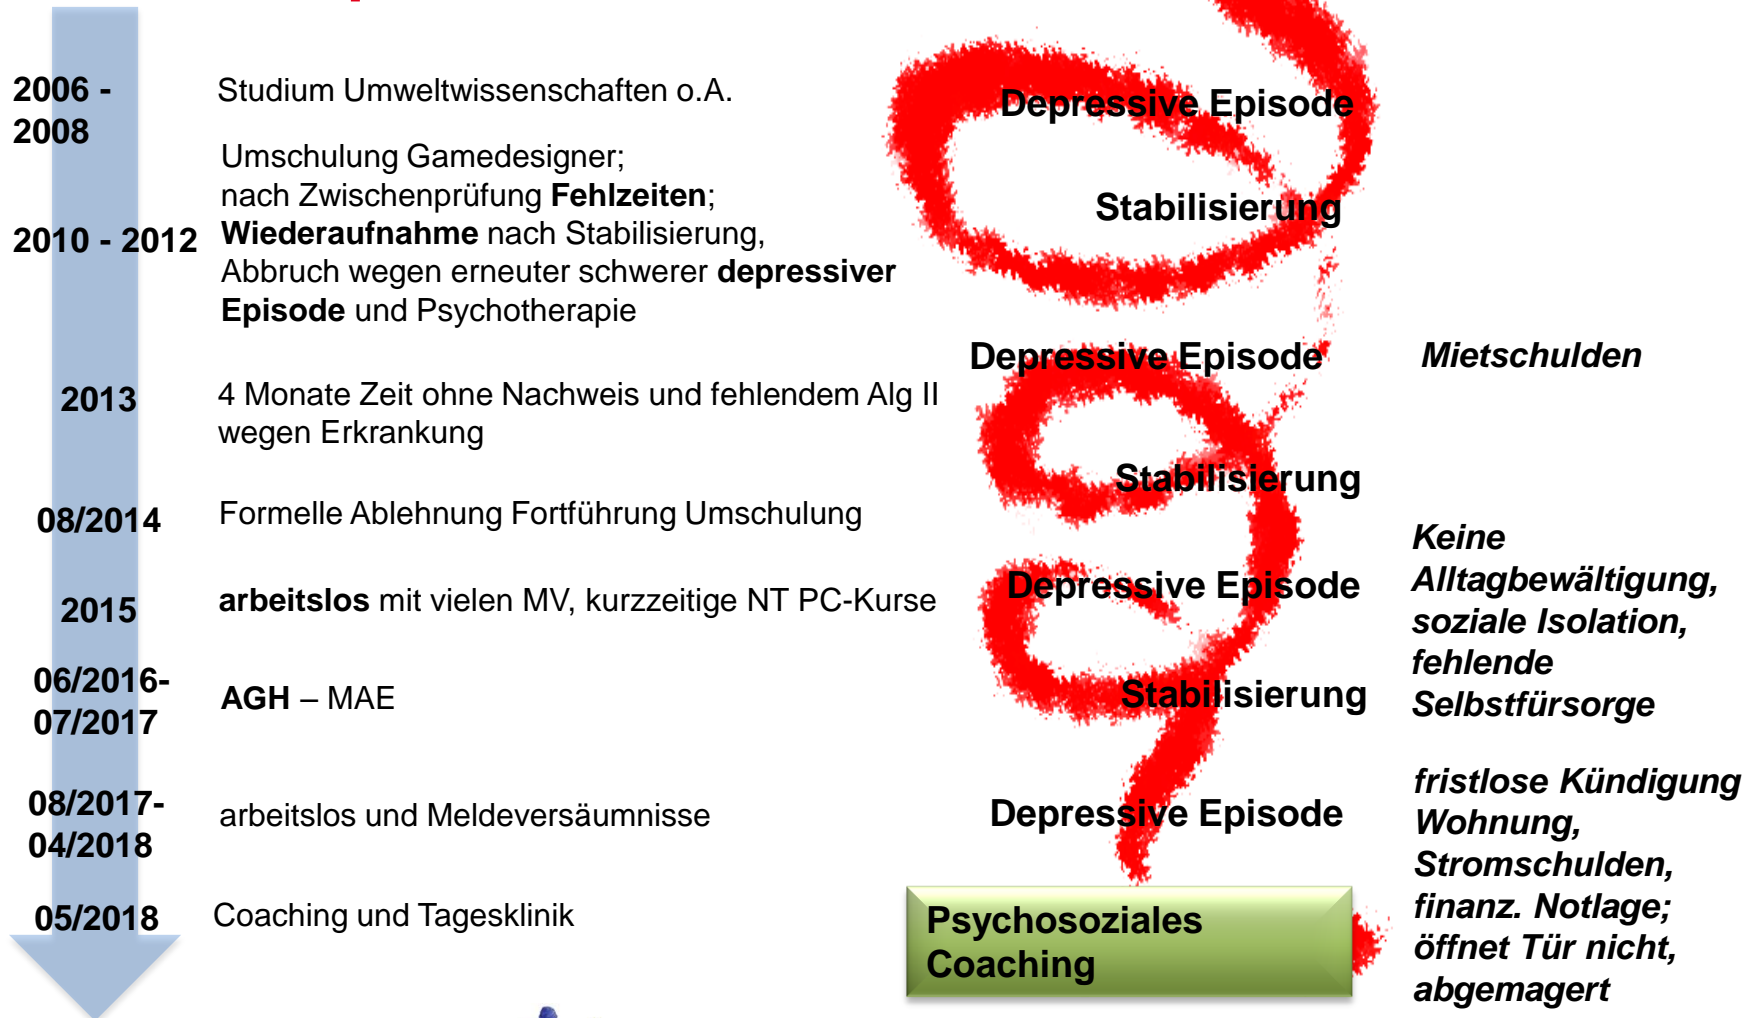 2006 -
2008
Studium Umweltwissenschaften o.A.
Depressive Episode
Umschulung Gamedesigner;
nach Zwischenprüfung Fehlzeiten;
2010 - 2012
Wiederaufnahme nach Stabilisierung,
Abbruch wegen erneuter schwerer depressiver
Episode und Psychotherapie
Stabilisierung
Depressive Episode
Mietschulden
2013
4 Monate Zeit ohne Nachweis und fehlendem Alg II
wegen Erkrankung
Stabilisierung
08/2014
Formelle Ablehnung Fortführung Umschulung
Keine
Alltagbewältigung,
soziale Isolation,
fehlende
Selbstfürsorge
2015
arbeitslos mit vielen MV, kurzzeitige NT PC-Kurse
Depressive Episode
06/2016-
07/2017
AGH – MAE
Stabilisierung
08/2017-
04/2018
arbeitslos und Meldeversäumnisse
Depressive Episode
fristlose Kündigung
Wohnung,
Stromschulden,
finanz. Notlage;
öffnet Tür nicht,
abgemagert
05/2018
Coaching und Tagesklinik
Psychosoziales
Coaching